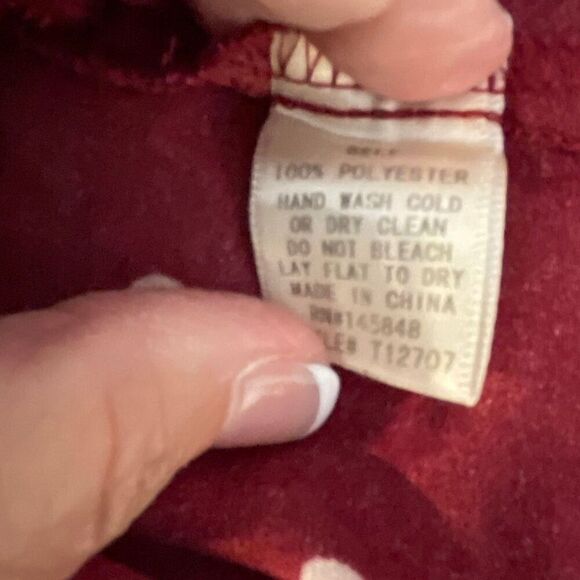 100% POLYESTER
HAND WASH COLD
OR DRY CLEAN
DO NOT BLEACH
LAY FLAT TO DRY
MADE IN CHINA
RN#145848
LE# T12707